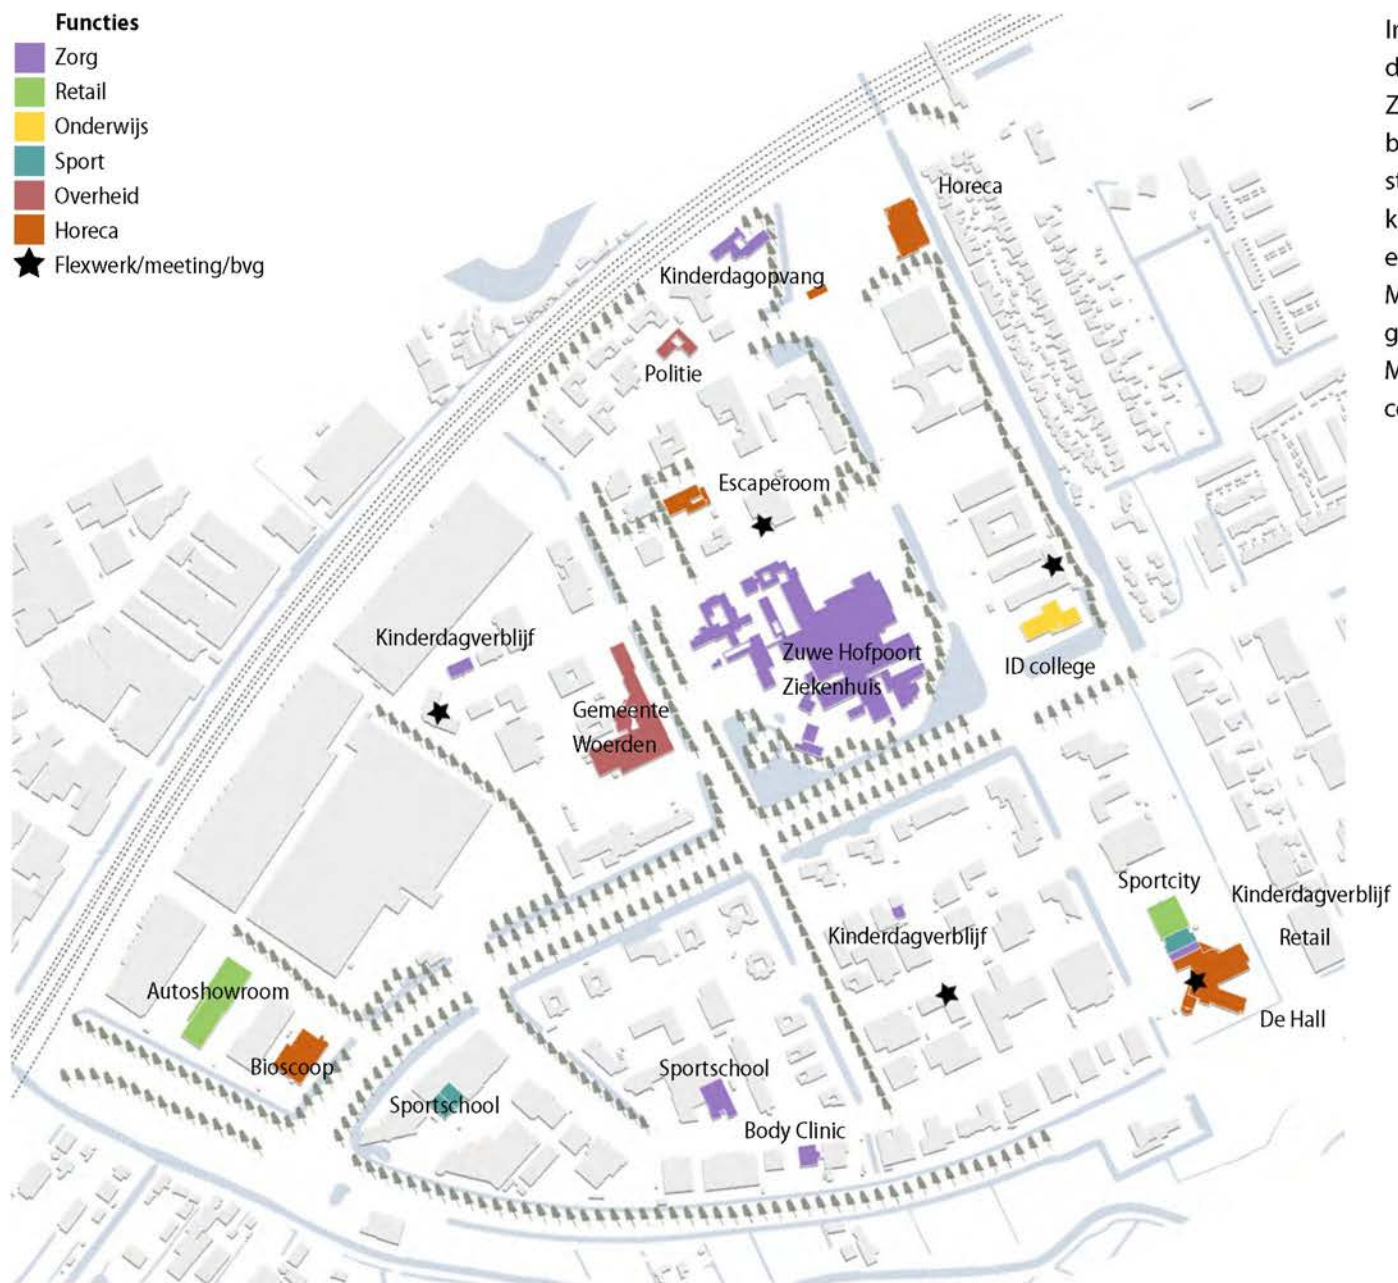 Functies
Zorg
Retail
Onderwijs
Sport
Overheid
Horeca
Flexwerk/meeting/bvg
Horeca
Kinderdagopvang
Politie
Escaperoom
Kinderdagverblijf
Zuwe Hofpoort
Ziekenhuis
ID college
Gemeente
Woerden
Sportcity
Kinderdagverblijf
Retail
Kinderdagverblijf
De Hall
Autoshowroom
Bioscoop
Sportschool
Sportschool
Body Clinic